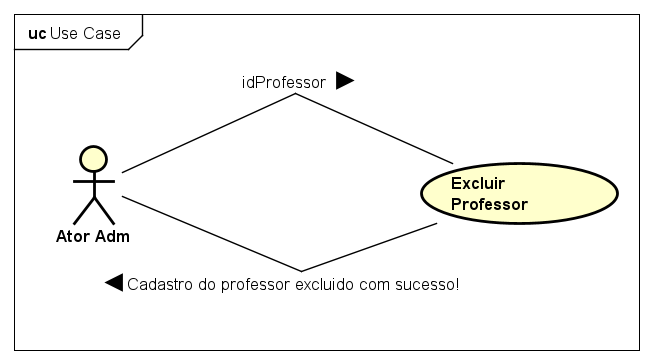 uc Use Case
idProfessor
Excluir
Professor
Ator Adm
Cadastro do professor excluido com sucesso!